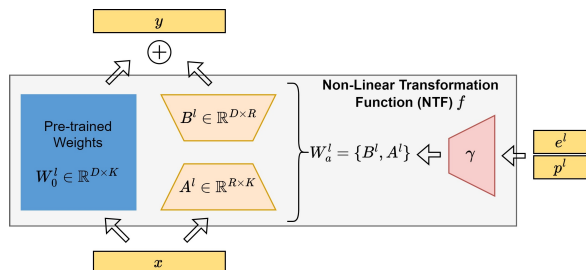 y
Non-Linear Transformation
Function (NTF) f
Pre-trained
Weights
W_0^l ∈ ℝ^{D×K}
B^l ∈ ℝ^{D×R}
A^l ∈ ℝ^{R×K}
W_a^l = {B^l, A^l}
γ
e^l
p^l
x